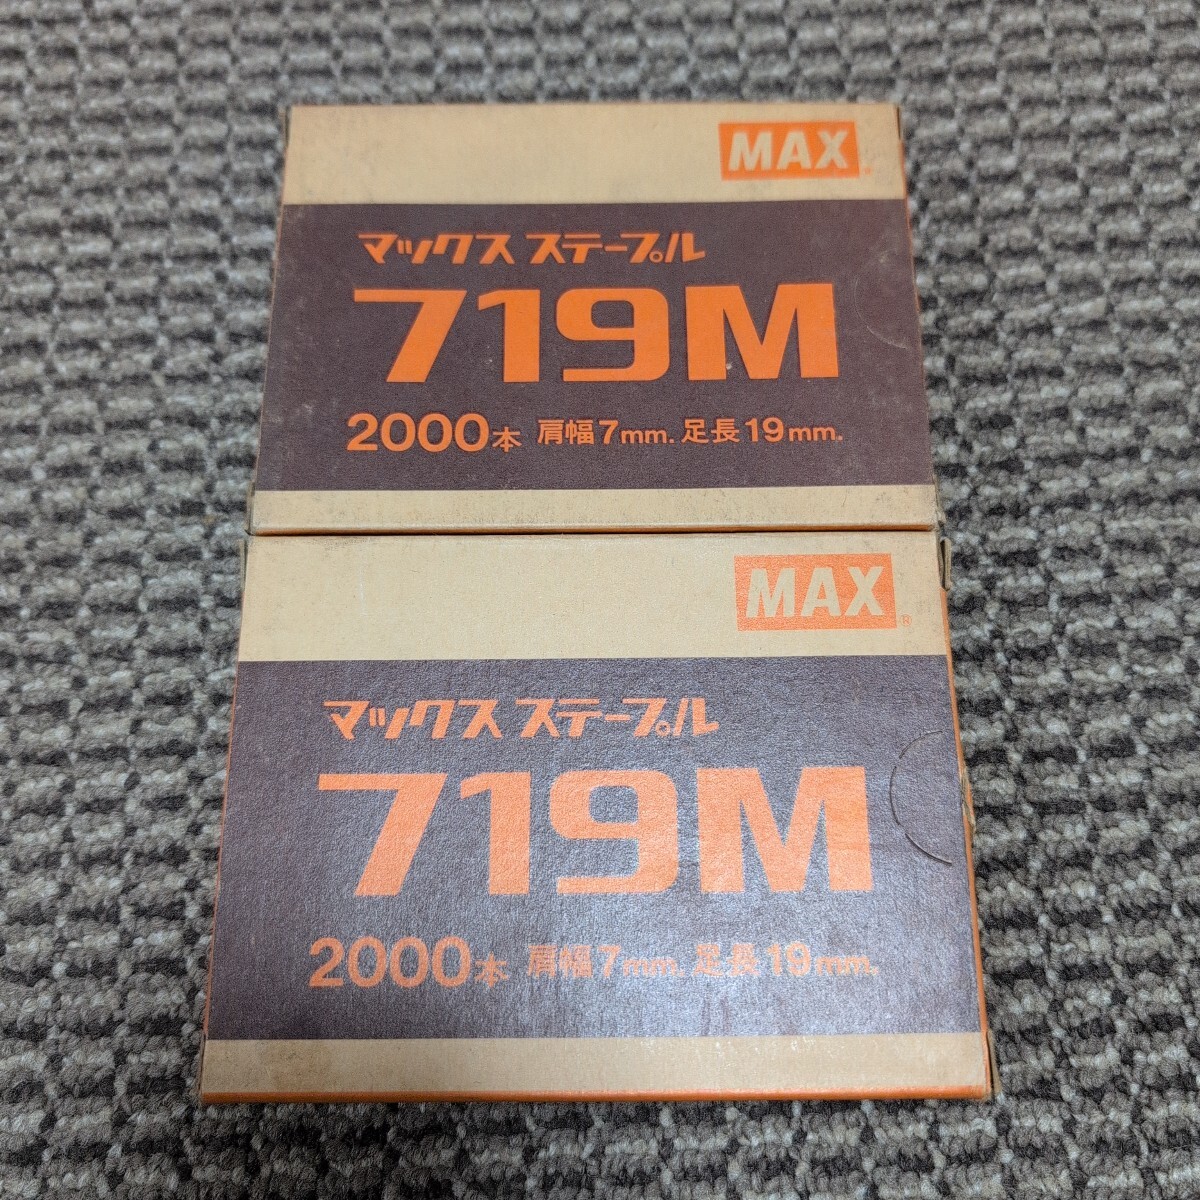 MAX
マックス ステープル
719M
2000本 肩幅7mm. 足長19mm.
MAX®
マックス ステープル
719M
2000本 肩幅7mm. 足長19mm.